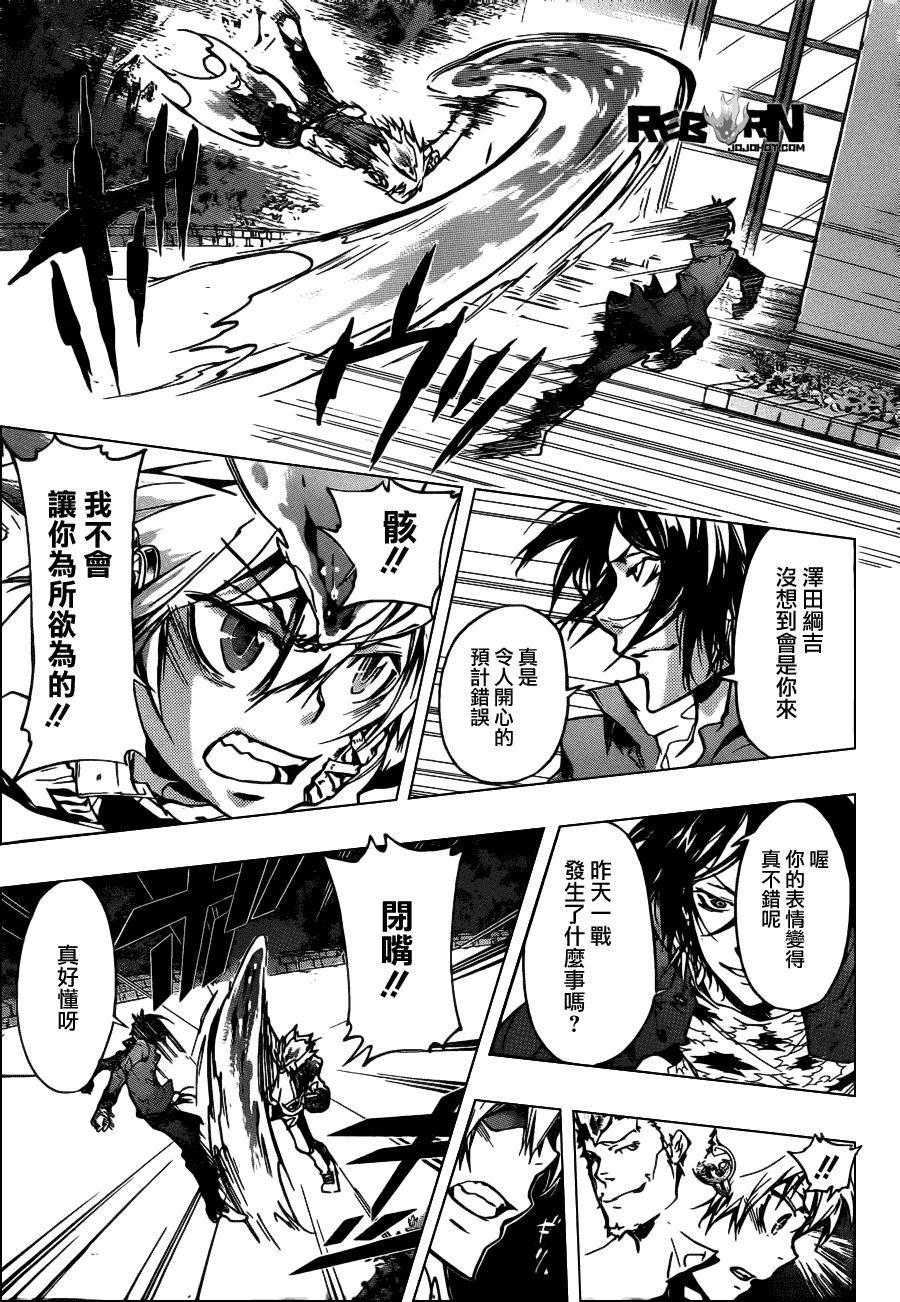 REBORN
JOJOHOT.COM
澤田綱吉
沒想到會是你來
真是
令人開心的
預計錯誤
骸!!
我不會
讓你為所欲為的!!
喔
你的表情變得
真不錯呢
昨天一戰
發生了什麼事嗎?
閉嘴!!
真好懂呀
!!
ギッ